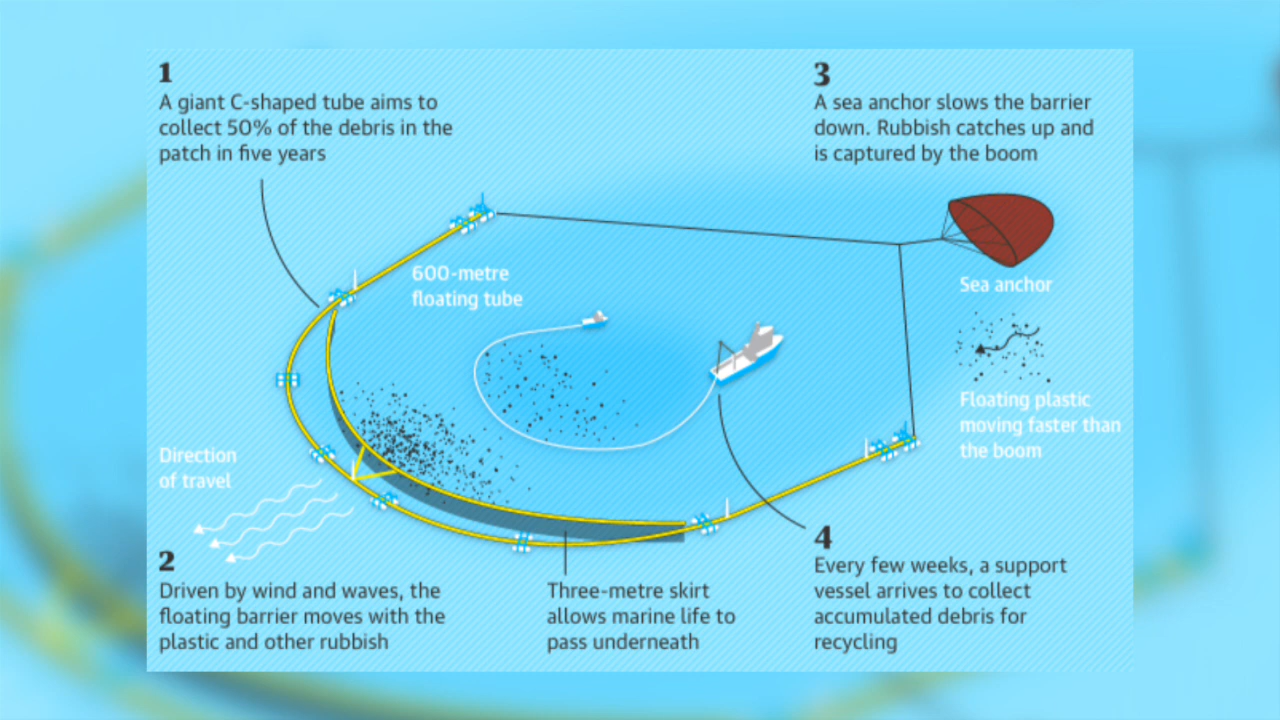 1
A giant C-shaped tube aims to
collect 50% of the debris in the
patch in five years
3
A sea anchor slows the barrier
down. Rubbish catches up and
is captured by the boom
600-metre
floating tube
Sea anchor
Floating plastic
moving faster than
the boom
Direction
of travel
2
Driven by wind and waves, the
floating barrier moves with the
plastic and other rubbish
Three-metre skirt
allows marine life to
pass underneath
4
Every few weeks, a support
vessel arrives to collect
accumulated debris for
recycling